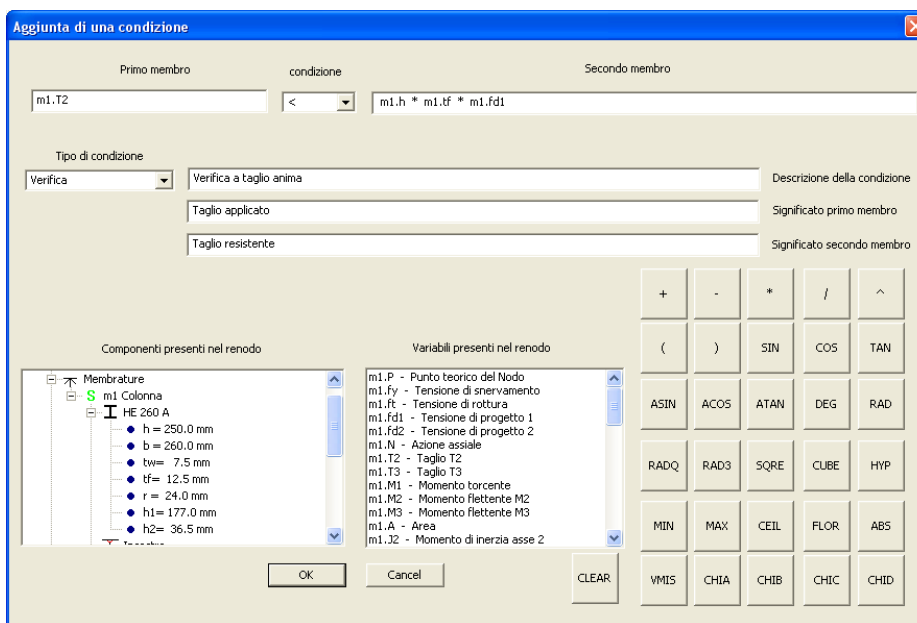 Aggiunta di una condizione
Primo membro condizione Secondo membro
m1.T2 < m1.h * m1.tf * m1.fd1
Tipo di condizione
Verifica Verifica a taglio anima Descrizione della condizione
Taglio applicato Significato primo membro
Taglio resistente Significato secondo membro
+ - * / ^
( ) SIN COS TAN
ASIN ACOS ATAN DEG RAD
RADQ RAD3 SQRE CUBE HYP
MIN MAX CEIL FLOR ABS
CLEAR VMIS CHIA CHIB CHIC CHID
Componenti presenti nel renodo
Membrature
S m1 Colonna
HE 260 A
h = 250.0 mm
b = 260.0 mm
tw= 7.5 mm
tf= 12.5 mm
r = 24.0 mm
h1= 177.0 mm
h2= 36.5 mm
Variabili presenti nel renodo
m1.P - Punto teorico del Nodo
m1.fy - Tensione di snervamento
m1.ft - Tensione di rottura
m1.fd1 - Tensione di progetto 1
m1.fd2 - Tensione di progetto 2
m1.N - Azione assiale
m1.T2 - Taglio T2
m1.T3 - Taglio T3
m1.M1 - Momento torcente
m1.M2 - Momento flettente M2
m1.M3 - Momento flettente M3
m1.A - Area
m1.J2 - Momento di inerzia asse 2
OK Cancel